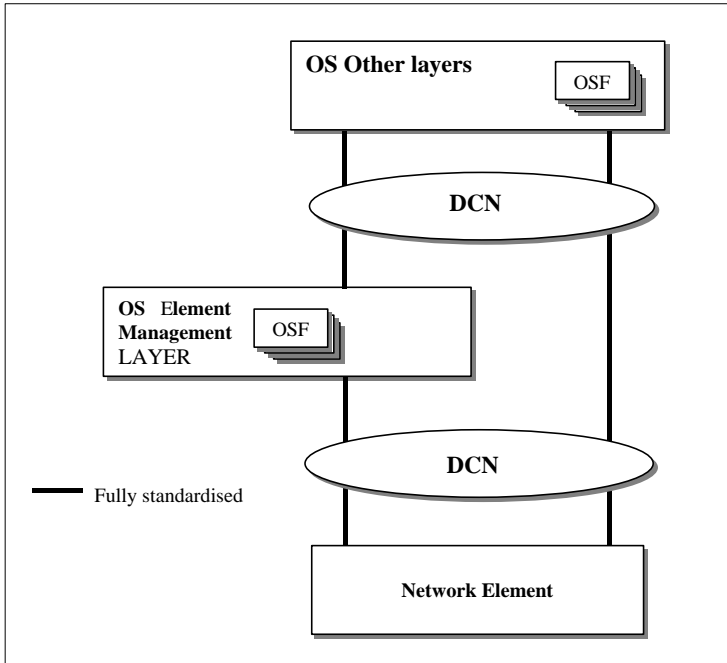 OS Other layers
OSF
DCN
OS Element
Management
LAYER
OSF
DCN
Fully standardised
Network Element